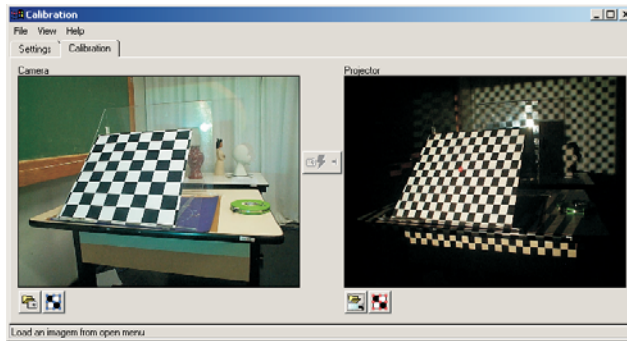 Calibration
File View Help
Settings Calibration
Camera Projector
Load an imagem from open menu